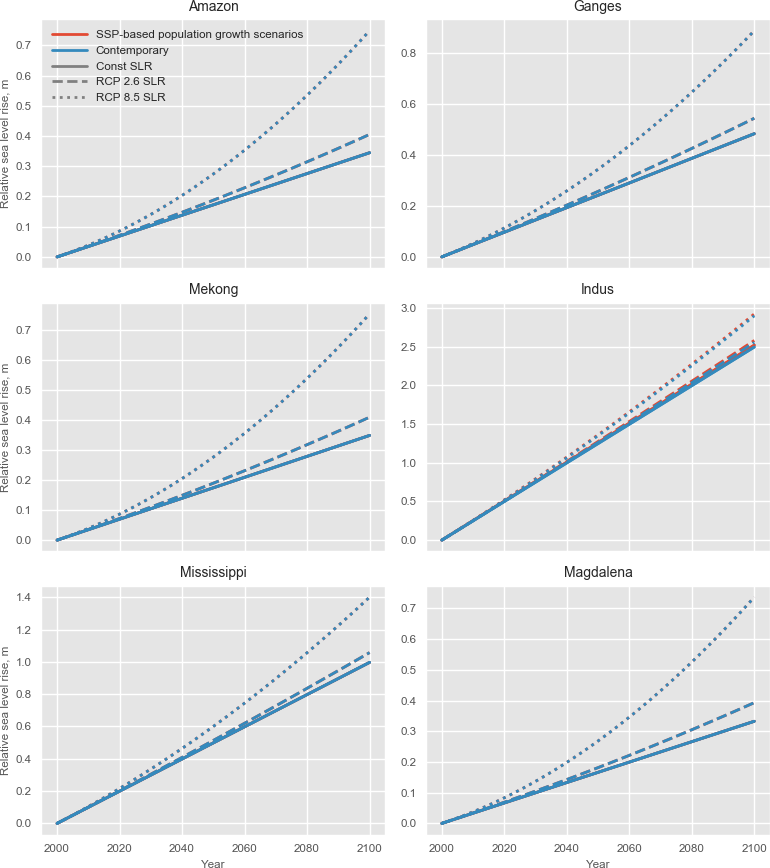 Amazon
Relative sea level rise, m
0.7
0.6
0.5
0.4
0.3
0.2
0.1
0.0
SSP-based population growth scenarios
Contemporary
Const SLR
RCP 2.6 SLR
RCP 8.5 SLR
Ganges
0.8
0.6
0.4
0.2
0.0
Mekong
Relative sea level rise, m
0.7
0.6
0.5
0.4
0.3
0.2
0.1
0.0
Indus
3.0
2.5
2.0
1.5
1.0
0.5
0.0
Mississippi
Relative sea level rise, m
1.4
1.2
1.0
0.8
0.6
0.4
0.2
0.0
2000 2020 2040 2060 2080 2100
Year
Magdalena
0.7
0.6
0.5
0.4
0.3
0.2
0.1
0.0
2000 2020 2040 2060 2080 2100
Year